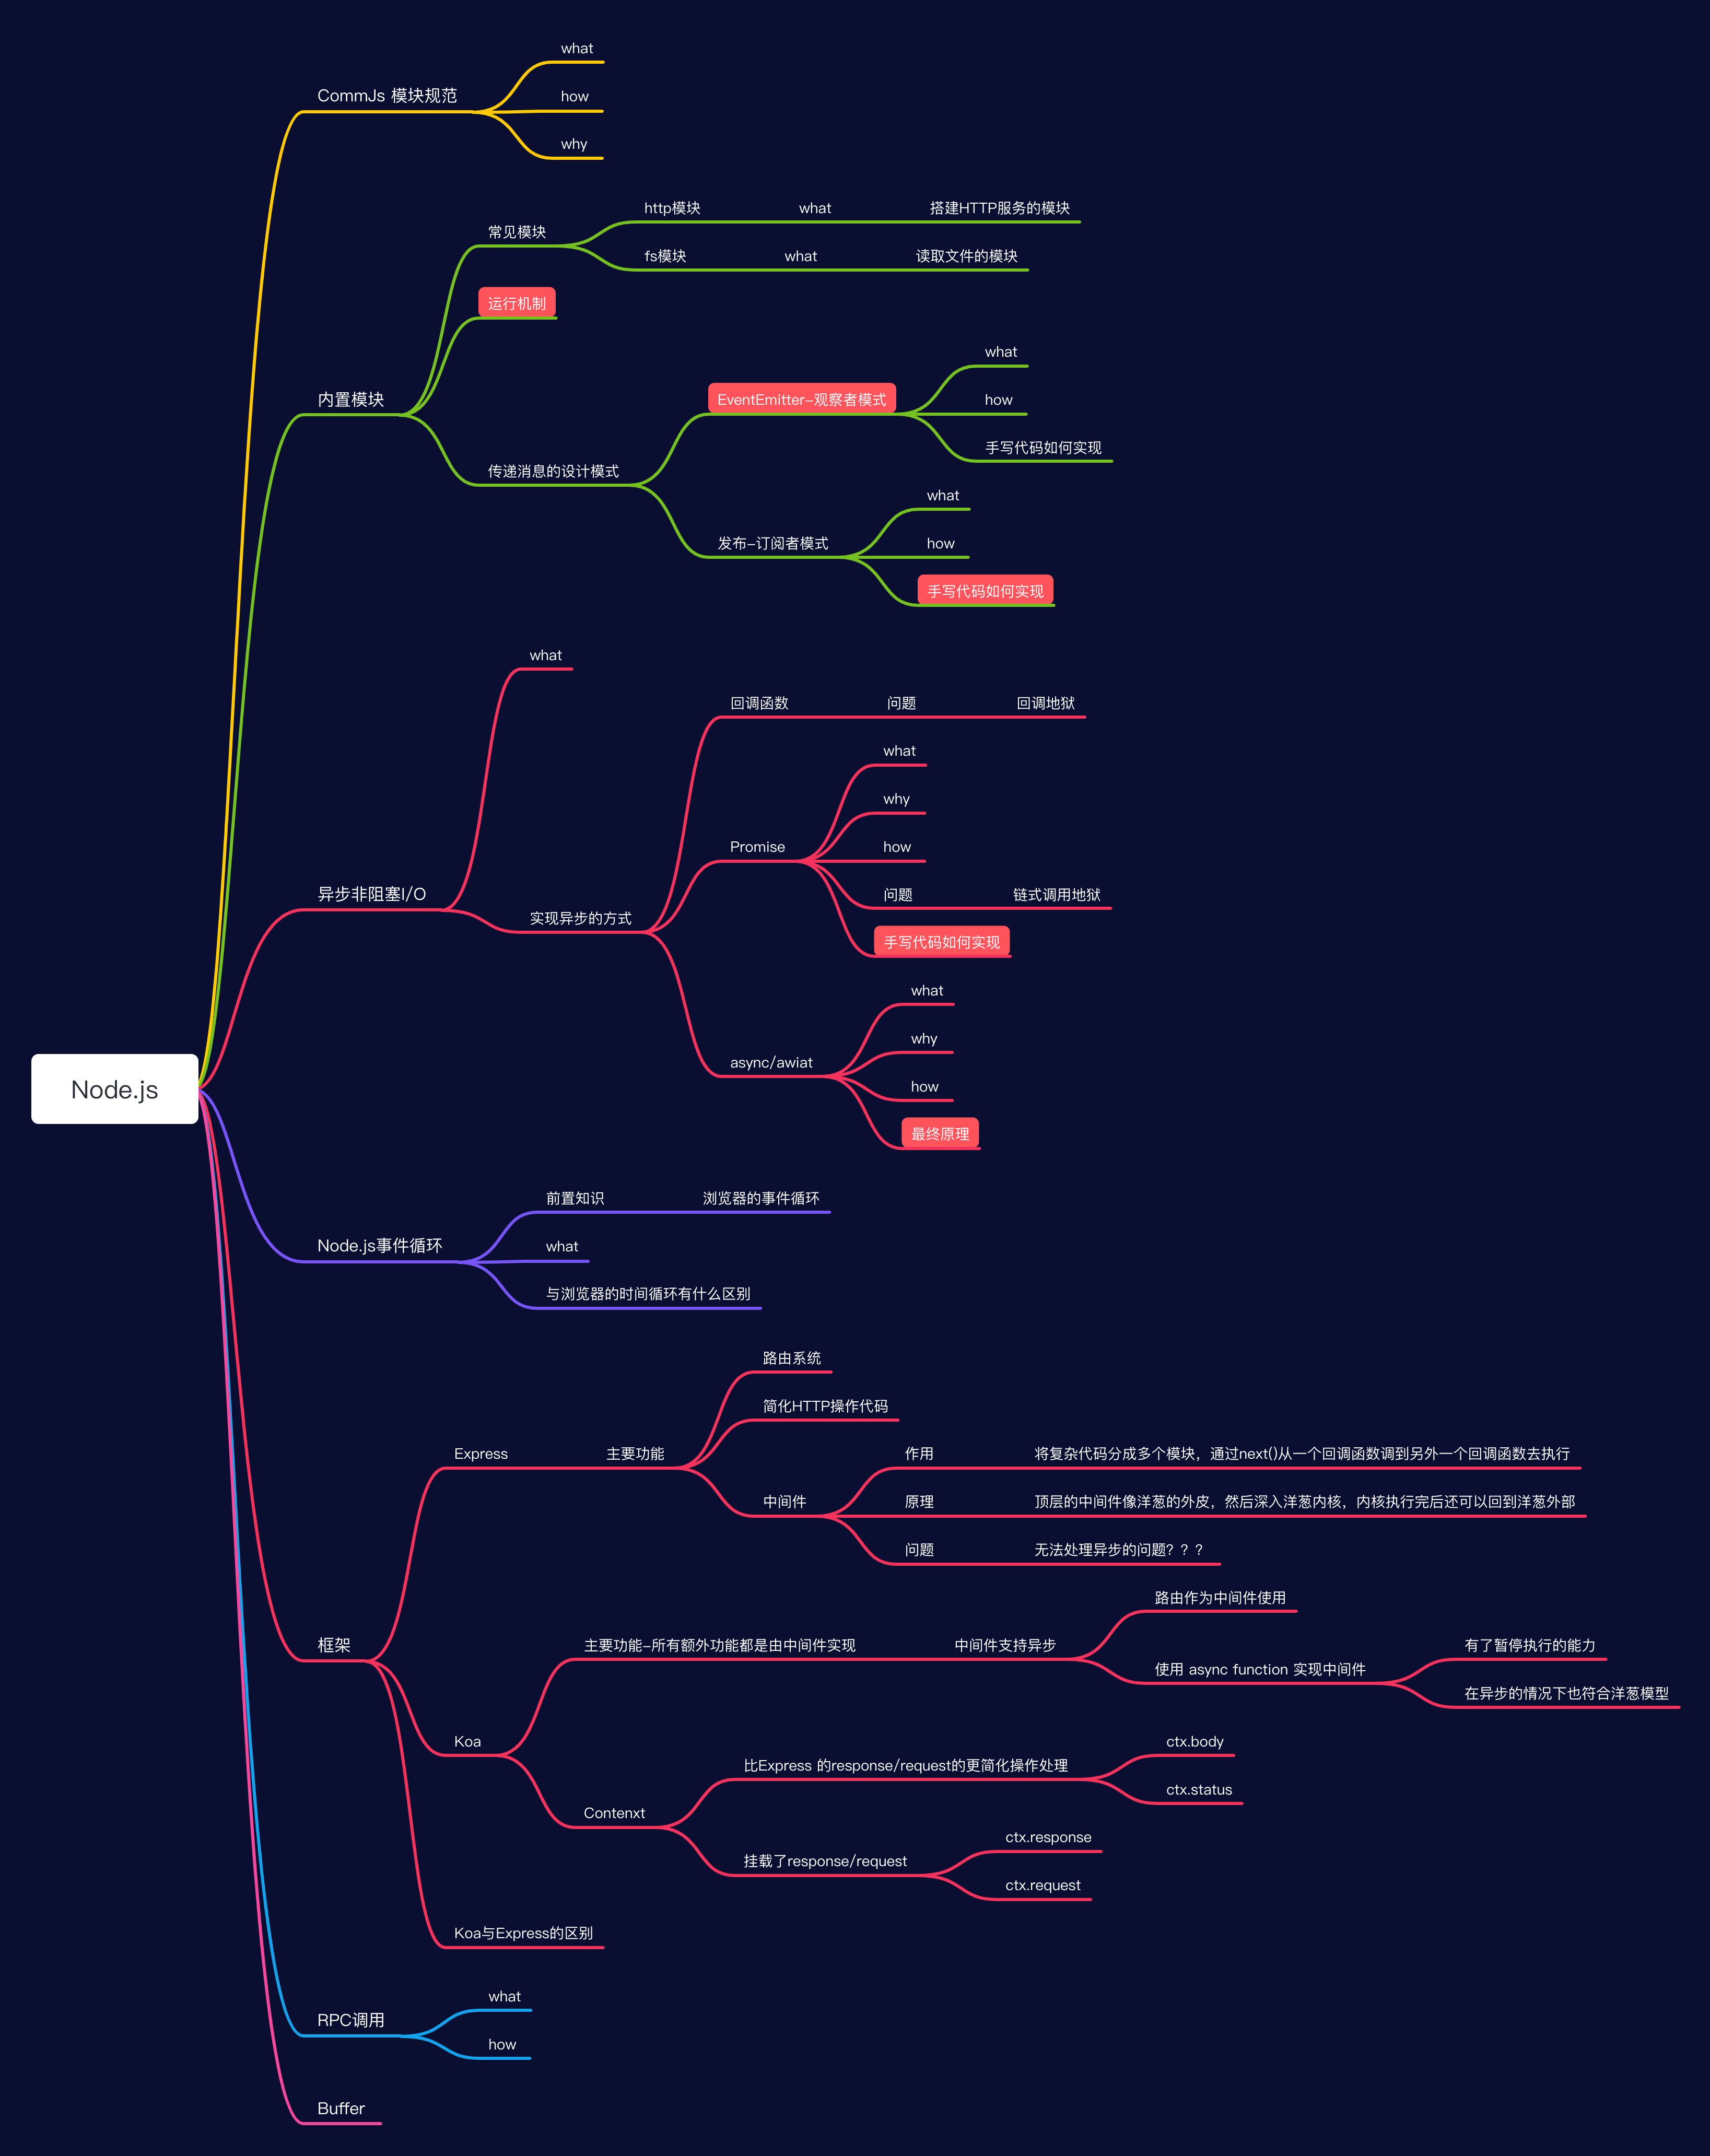 Node.js
CommJs 模块规范
what
how
why
内置模块
常见模块
http模块
what
搭建HTTP服务的模块
fs模块
what
读取文件的模块
运行机制
传递消息的设计模式
EventEmitter-观察者模式
what
how
手写代码如何实现
发布-订阅者模式
what
how
手写代码如何实现
异步非阻塞I/O
what
实现异步的方式
回调函数
问题
回调地狱
Promise
what
why
how
问题
链式调用地狱
手写代码如何实现
async/awiat
what
why
how
最终原理
Node.js事件循环
前置知识
浏览器的事件循环
what
与浏览器的时间循环有什么区别
框架
Express
主要功能
路由系统
简化HTTP操作代码
中间件
作用
将复杂代码分成多个模块，通过next()从一个回调函数调到另外一个回调函数去执行
原理
顶层的中间件像洋葱的外皮，然后深入洋葱内核，内核执行完后还可以回到洋葱外部
问题
无法处理异步的问题？？？
Koa
主要功能-所有额外功能都是由中间件实现
中间件支持异步
路由作为中间件使用
使用 async function 实现中间件
有了暂停执行的能力
在异步的情况下也符合洋葱模型
Contenxt
比Express 的response/request的更简化操作处理
ctx.body
ctx.status
挂载了response/request
ctx.response
ctx.request
Koa与Express的区别
RPC调用
what
how
Buffer